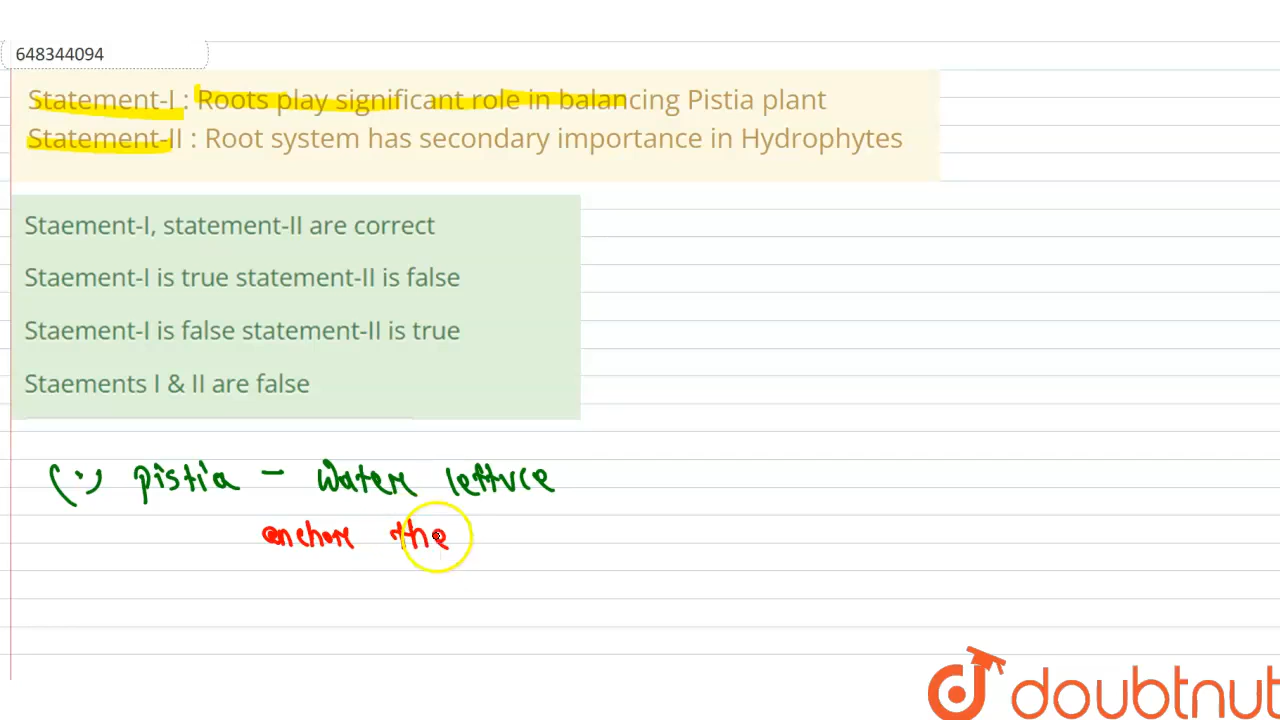 648344094
Statement-I : Roots play significant role in balancing Pistia plant
Statement-II : Root system has secondary importance in Hydrophytes
Staement-I, statement-II are correct
Staement-I is true statement-II is false
Staement-I is false statement-II is true
Staements I & II are false
(i) pistia - water lettuce
anchore the
doubtnut